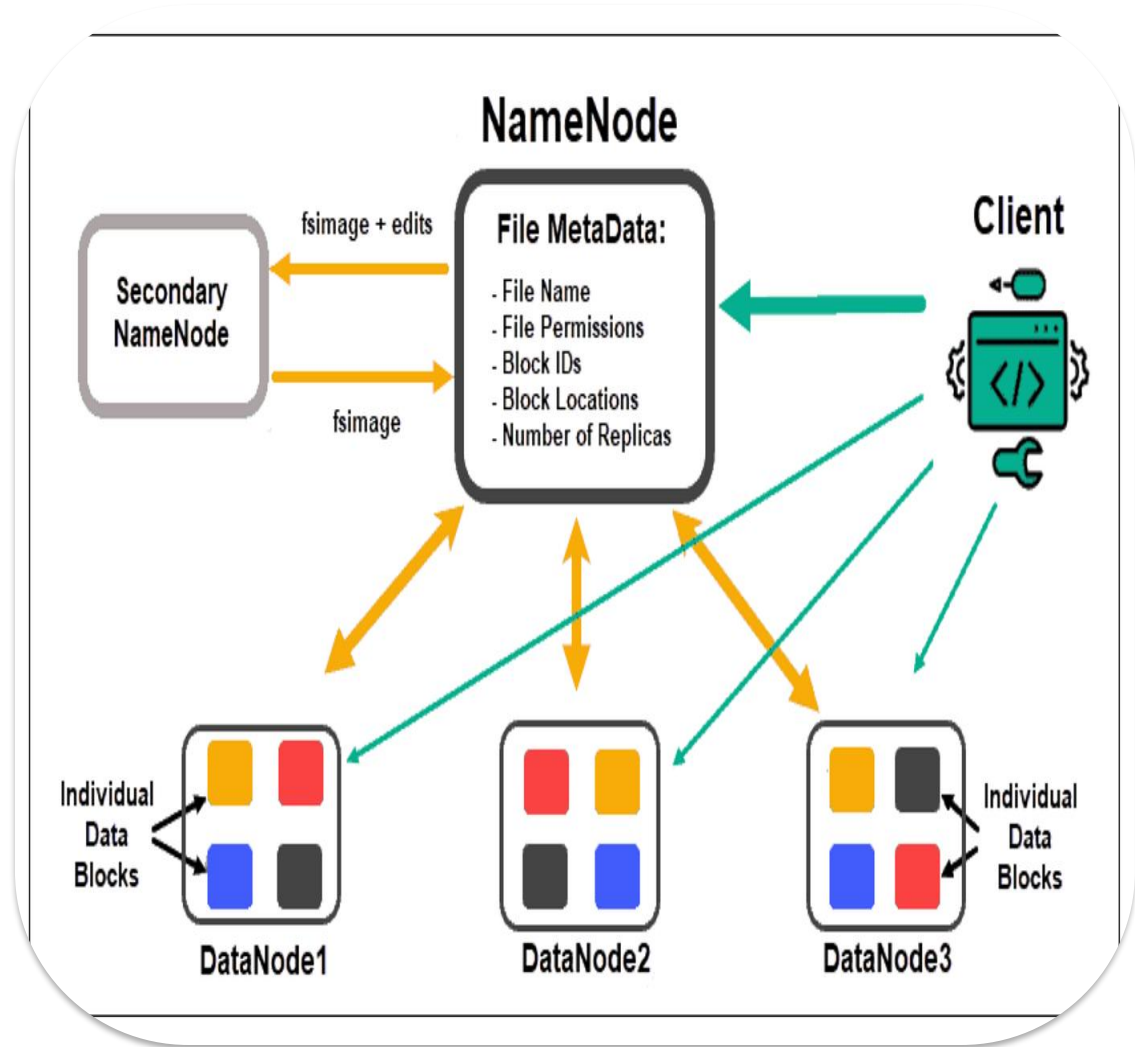 NameNode
Client
fsimage + edits
File MetaData:
- File Name
- File Permissions
- Block IDs
- Block Locations
- Number of Replicas
Secondary
NameNode
fsimage
</>
Individual
Data
Blocks
Individual
Data
Blocks
DataNode1
DataNode2
DataNode3